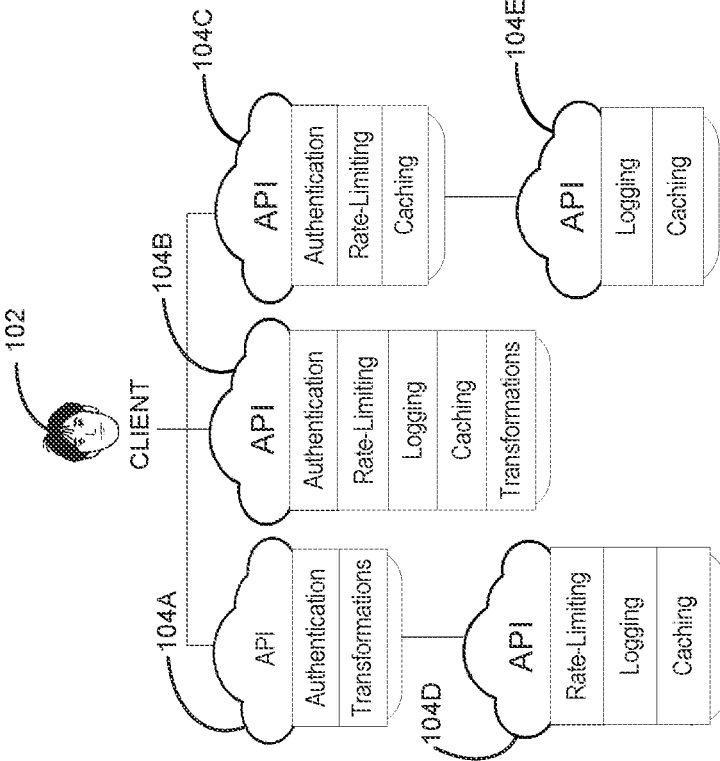 102
CLIENT
104A
104B
104C
API
Authentication
Transformations
API
Authentication
Rate-Limiting
Logging
Caching
Transformations
API
Authentication
Rate-Limiting
Caching
104D
API
Rate-Limiting
Logging
Caching
104E
API
Logging
Caching